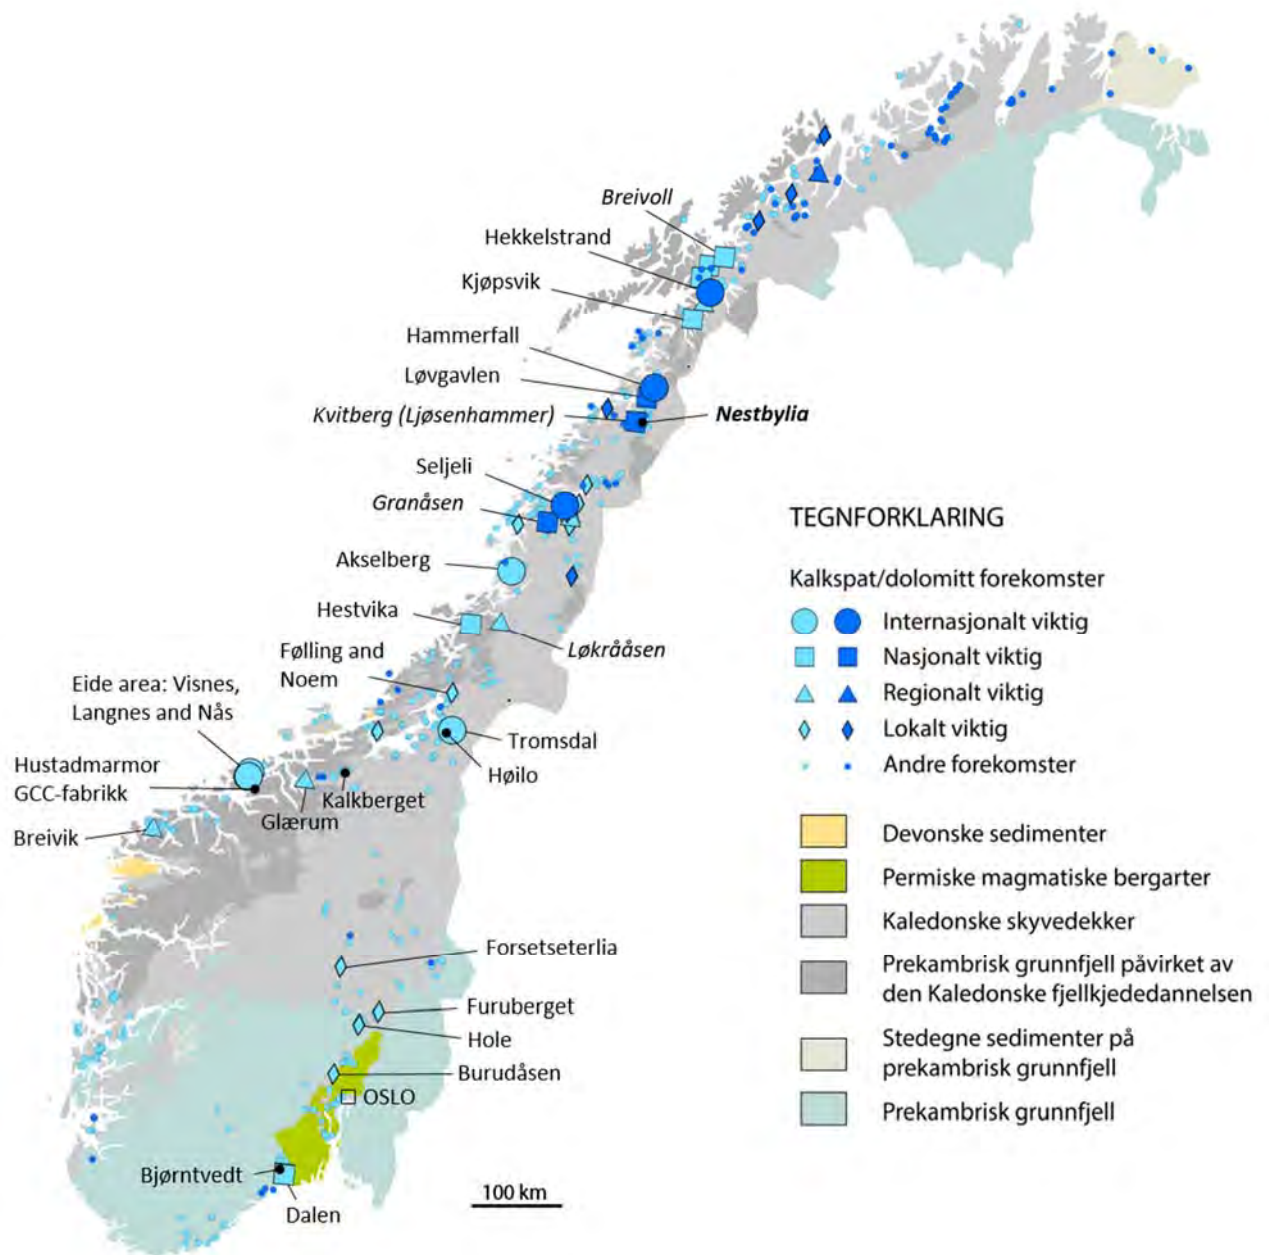 Breivoll
Hekkelstrand
Kjøpsvik
Hammerfall
Løvgavlen
Kvitberg (Ljøsenhammer)
Nestbylia
Seljeli
Granåsen
Akselberg
Hestvika
Løkrååsen
Følling and
Noem
Eide area: Visnes,
Langnes and Nås
Tromsdal
Høilo
Hustadmarmor
GCC-fabrikk
Kalkberget
Glærum
Breivik
Forsetseterlia
Furuberget
Hole
Burudåsen
OSLO
Bjørntvedt
Dalen
100 km
TEGNFORKLARING
Kalkspat/dolomitt forekomster
Internasjonalt viktig
Nasjonalt viktig
Regionalt viktig
Lokalt viktig
Andre forekomster
Devonske sedimenter
Permiske magmatiske bergarter
Kaledonske skyvedekker
Prekambrisk grunnfjell påvirket av
den Kaledonske fjellkjededannelsen
Stedegne sedimenter på
prekambrisk grunnfjell
Prekambrisk grunnfjell